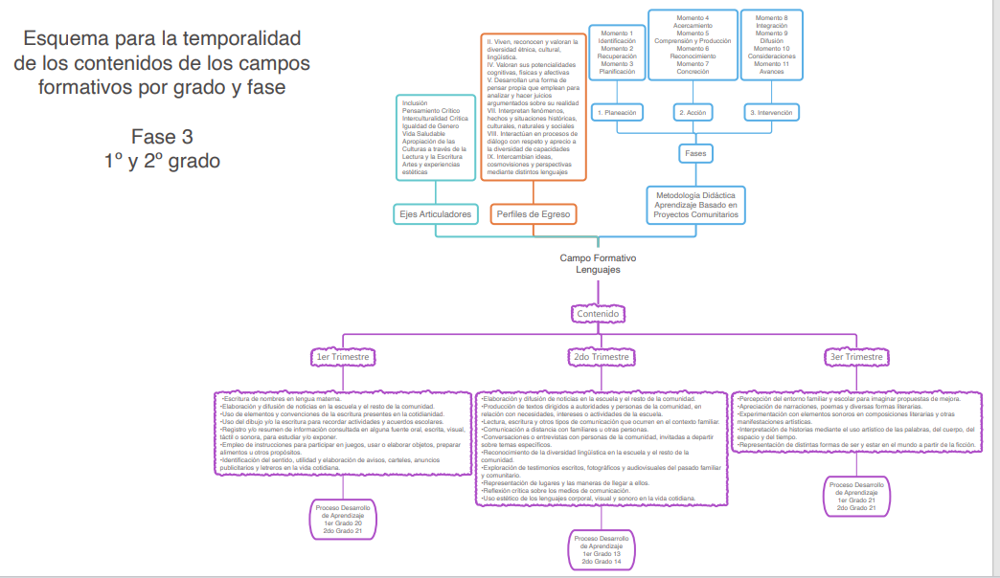 Esquema para la temporalidad
de los contenidos de los campos
formativos por grado y fase
Fase 3
1º y 2º grado
Momento 1
Identificación
Momento 2
Recuperación
Momento 3
Planificación
Momento 4
Acercamiento
Momento 5
Comprensión y Producción
Momento 6
Reconocimiento
Momento 7
Concreción
Momento 8
Integración
Momento 9
Difusión
Momento 10
Consideraciones
Momento 11
Avances
II. Viven, reconocen y valoran la
diversidad étnica, cultural,
lingüística.
IV. Valoran sus potencialidades
cognitivas, físicas y afectivas
V. Desarrollan una forma de
pensar propia que emplean para
analizar y hacer juicios
argumentados sobre su realidad
VII. Interpretan fenómenos,
hechos y situaciones históricas,
culturales, naturales y sociales
VIII. Interactúan en procesos de
diálogo con respeto y aprecio a
la diversidad de capacidades
IX. Intercambian ideas,
cosmovisiones y perspectivas
mediante distintos lenguajes
Inclusión
Pensamiento Crítico
Interculturalidad Crítica
Igualdad de Genero
Vida Saludable
Apropiación de las
Culturas a través de la
Lectura y la Escritura
Artes y experiencias
estéticas
1. Planeación
2. Acción
3. Intervención
Fases
Metodología Didáctica
Aprendizaje Basado en
Proyectos Comunitarios
Ejes Articuladores
Perfiles de Egreso
Campo Formativo
Lenguajes
Contenido
1er Trimestre
2do Trimestre
3er Trimestre
•Escritura de nombres en lengua materna.
•Elaboración y difusión de noticias en la escuela y el resto de la comunidad.
•Uso de elementos y convenciones de la escritura presentes en la cotidianidad.
•Uso del dibujo y/o la escritura para recordar actividades y acuerdos escolares.
•Registro y/o resumen de información consultada en alguna fuente oral, escrita, visual,
táctil o sonora, para estudiar y/o exponer.
•Empleo de instrucciones para participar en juegos, usar o elaborar objetos, preparar
alimentos u otros propósitos.
•Identificación del sentido, utilidad y elaboración de avisos, carteles, anuncios
publicitarios y letreros en la vida cotidiana.
•Elaboración y difusión de noticias en la escuela y el resto de la comunidad.
•Producción de textos dirigidos a autoridades y personas de la comunidad, en
relación con necesidades, intereses o actividades de la escuela.
•Lectura, escritura y otros tipos de comunicación que ocurren en el contexto familiar.
•Comunicación a distancia con familiares u otras personas.
•Conversaciones o entrevistas con personas de la comunidad, invitadas a departir
sobre temas específicos.
•Reconocimiento de la diversidad lingüística en la escuela y el resto de la
comunidad.
•Exploración de testimonios escritos, fotográficos y audiovisuales del pasado familiar
y comunitario.
•Representación de lugares y las maneras de llegar a ellos.
•Reflexión crítica sobre los medios de comunicación.
•Uso estético de los lenguajes corporal, visual y sonoro en la vida cotidiana.
•Percepción del entorno familiar y escolar para imaginar propuestas de mejora.
•Apreciación de narraciones, poemas y diversas formas literarias.
•Experimentación con elementos sonoros en composiciones literarias y otras
manifestaciones artísticas.
•Interpretación de historias mediante el uso artístico de las palabras, del cuerpo, del
espacio y del tiempo.
•Representación de distintas formas de ser y estar en el mundo a partir de la ficción.
Proceso Desarrollo
de Aprendizaje
1er Grado 20
2do Grado 21
Proceso Desarrollo
de Aprendizaje
1er Grado 13
2do Grado 14
Proceso Desarrollo
de Aprendizaje
1er Grado 21
2do Grado 21